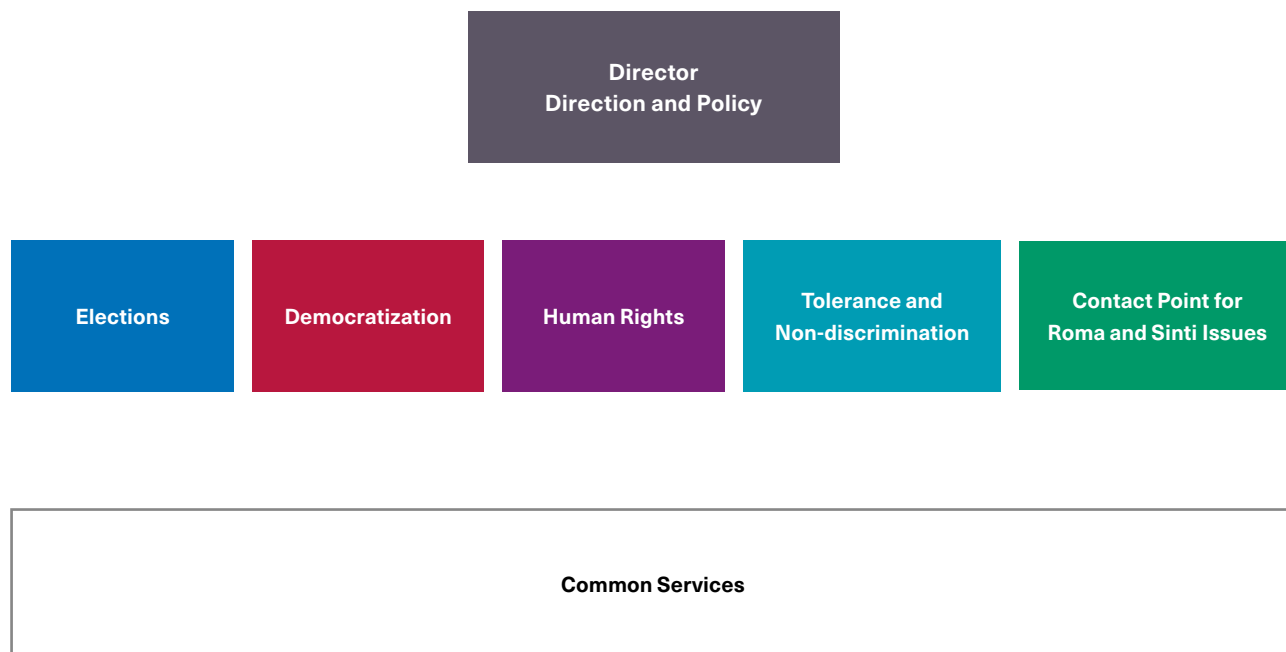 Director
Direction and Policy
Elections
Democratization
Human Rights
Tolerance and
Non-discrimination
Contact Point for
Roma and Sinti Issues
Common Services